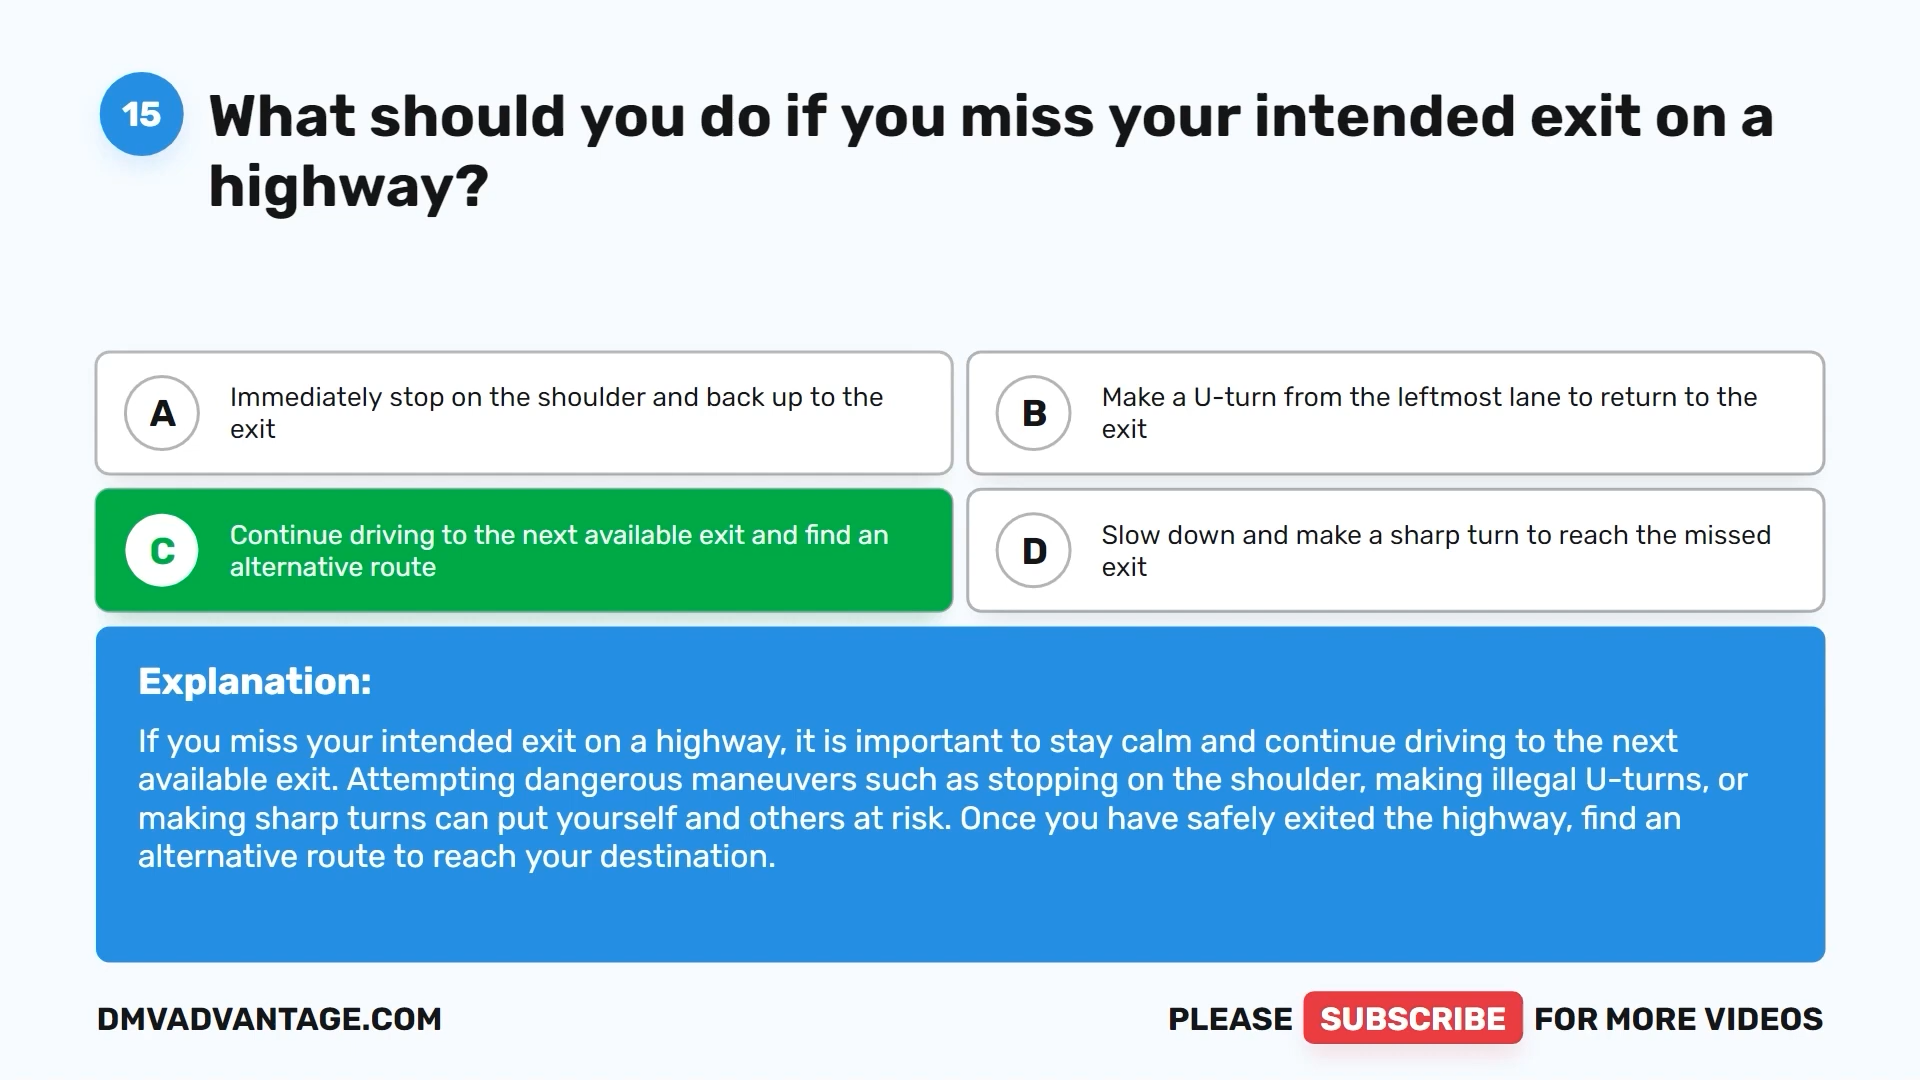 15
What should you do if you miss your intended exit on a
highway?
A
Immediately stop on the shoulder and back up to the
exit
B
Make a U-turn from the leftmost lane to return to the
exit
C
Continue driving to the next available exit and find an
alternative route
D
Slow down and make a sharp turn to reach the missed
exit
Explanation:
If you miss your intended exit on a highway, it is important to stay calm and continue driving to the next
available exit. Attempting dangerous maneuvers such as stopping on the shoulder, making illegal U-turns, or
making sharp turns can put yourself and others at risk. Once you have safely exited the highway, find an
alternative route to reach your destination.
DMVADVANTAGE.COM
PLEASE SUBSCRIBE FOR MORE VIDEOS